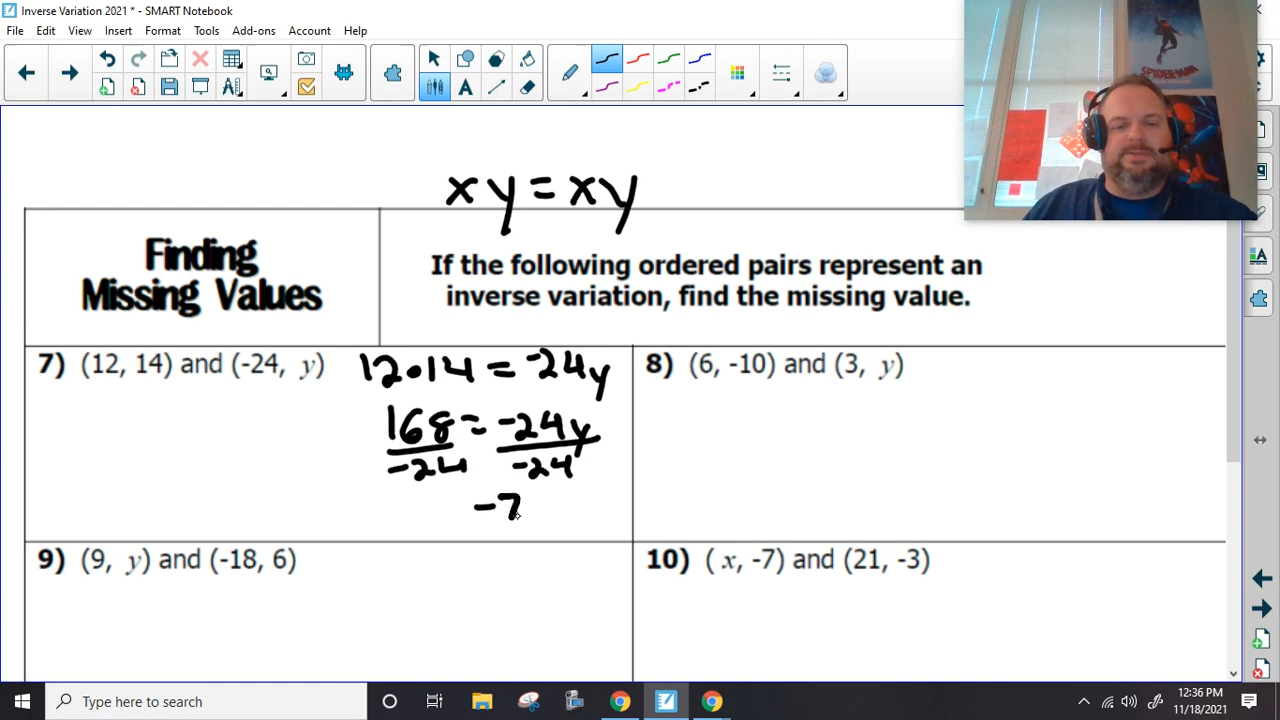 Inverse Variation 2021 * - SMART Notebook
File Edit View Insert Format Tools Add-ons Account Help
SPIDER-MAN
xy = xy
Finding
Missing Values
If the following ordered pairs represent an
inverse variation, find the missing value.
7) (12, 14) and (-24, y)
12•14 = -24y
168 = -24y
-24 -24
-7
8) (6, -10) and (3, y)
9) (9, y) and (-18, 6)
10) ( x, -7) and (21, -3)
Type here to search
12:36 PM
11/18/2021